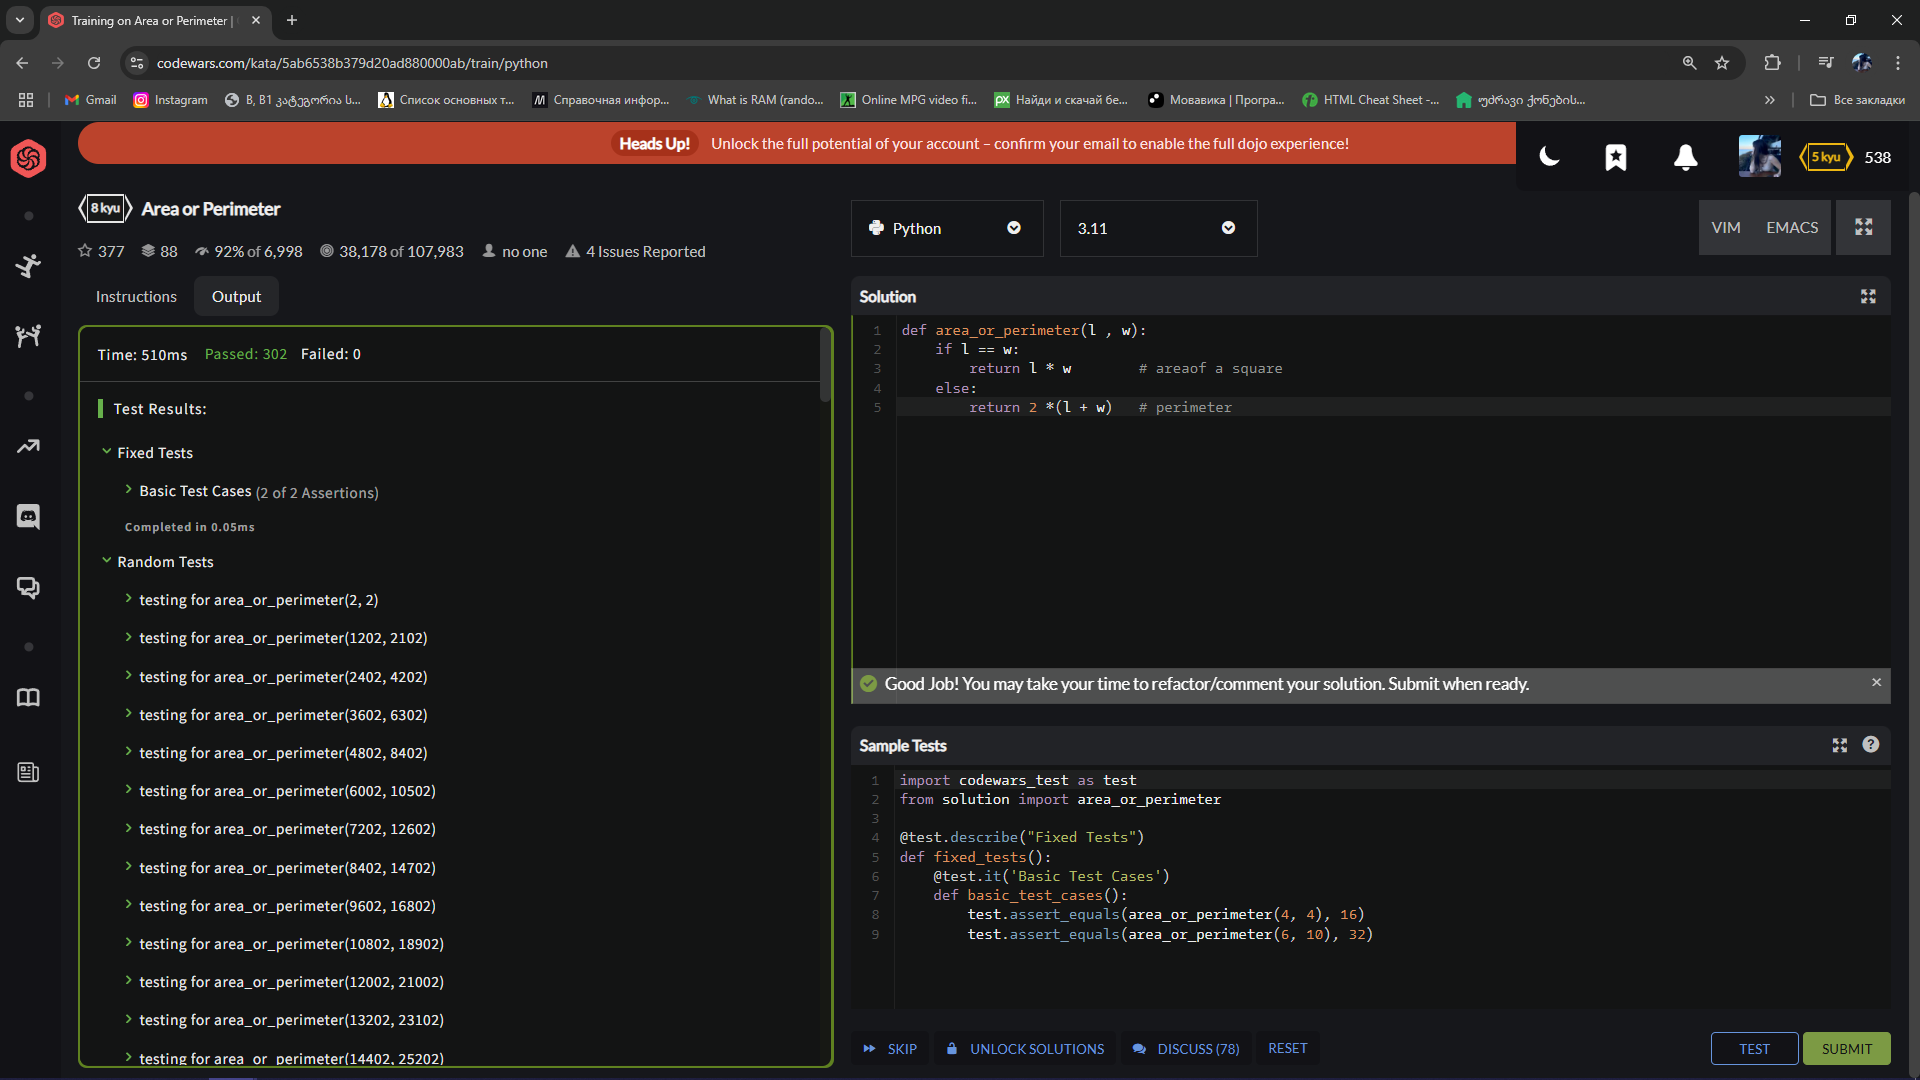 Training on Area or Perimeter |
codewars.com/kata/5ab6538b379d20ad880000ab/train/python
Gmail
Instagram
B, B1 კატეგორია ს...
Список основных т...
Справочная инфор...
What is RAM (rando...
Online MPG video fi...
Найди и скачай бе...
Мовавика | Програ...
HTML Cheat Sheet -...
უძრავი ქონების...
Все закладки
Heads Up! Unlock the full potential of your account – confirm your email to enable the full dojo experience!
5 kyu 538
8 kyu Area or Perimeter
377 88 92% of 6,998 38,178 of 107,983 no one 4 Issues Reported
Instructions Output
Time: 510ms Passed: 302 Failed: 0
Test Results:
Fixed Tests
Basic Test Cases (2 of 2 Assertions)
Completed in 0.05ms
Random Tests
testing for area_or_perimeter(2, 2)
testing for area_or_perimeter(1202, 2102)
testing for area_or_perimeter(2402, 4202)
testing for area_or_perimeter(3602, 6302)
testing for area_or_perimeter(4802, 8402)
testing for area_or_perimeter(6002, 10502)
testing for area_or_perimeter(7202, 12602)
testing for area_or_perimeter(8402, 14702)
testing for area_or_perimeter(9602, 16802)
testing for area_or_perimeter(10802, 18902)
testing for area_or_perimeter(12002, 21002)
testing for area_or_perimeter(13202, 23102)
testing for area_or_perimeter(14402, 25202)
Python
3.11
VIM EMACS
Solution
1 def area_or_perimeter(l , w):
2 if l == w:
3 return l * w # areaof a square
4 else:
5 return 2 *(l + w) # perimeter
Good Job! You may take your time to refactor/comment your solution. Submit when ready.
Sample Tests
1 import codewars_test as test
2 from solution import area_or_perimeter
3
4 @test.describe("Fixed Tests")
5 def fixed_tests():
6 @test.it('Basic Test Cases')
7 def basic_test_cases():
8 test.assert_equals(area_or_perimeter(4, 4), 16)
9 test.assert_equals(area_or_perimeter(6, 10), 32)
SKIP
UNLOCK SOLUTIONS
DISCUSS (78)
RESET
TEST
SUBMIT